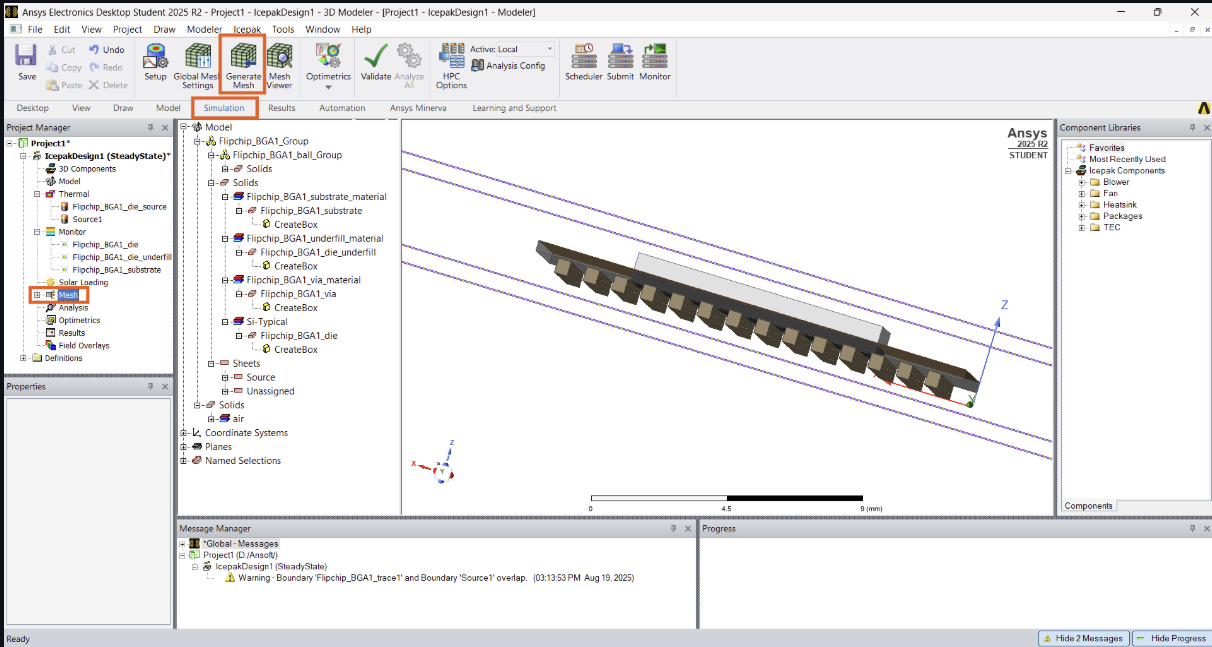 Ansys Electronics Desktop Student 2025 R2 - Project1 - IcepakDesign1 - 3D Modeler - [Project1 - IcepakDesign1 - Modeler]
File Edit View Project Draw Modeler Icepak Tools Window Help
Save
Cut
Copy
Paste
Undo
Redo
Delete
Setup
Global Mesh Settings
Generate Mesh
Mesh Viewer
Optimetrics
Validate
Analyze All
HPC Options
Active: Local
Analysis Config
Scheduler
Submit
Monitor
Desktop View Draw Model Simulation Results Automation Ansys Minerva Learning and Support
Project Manager
Project1*
IcepakDesign1 (SteadyState)*
3D Components
Model
Thermal
Flipchip_BGA1_die_source
Source1
Monitor
Flipchip_BGA1_die
Flipchip_BGA1_die_underfill
Flipchip_BGA1_substrate
Solar Loading
Mesh
Analysis
Optimetrics
Results
Field Overlays
Definitions
Properties
Model
Flipchip_BGA1_Group
Flipchip_BGA1_ball_Group
Solids
Solids
Flipchip_BGA1_substrate_material
Flipchip_BGA1_substrate
CreateBox
Flipchip_BGA1_underfill_material
Flipchip_BGA1_die_underfill
CreateBox
Flipchip_BGA1_via_material
Flipchip_BGA1_via
CreateBox
Si-Typical
Flipchip_BGA1_die
CreateBox
Sheets
Source
Unassigned
Solids
air
Coordinate Systems
Planes
Named Selections
Ansys
2025 R2
STUDENT
Z
Y
Z
X
Y
0 4.5 9 (mm)
Component Libraries
Favorites
Most Recently Used
Icepak Components
Blower
Fan
Heatsink
Packages
TEC
Components
Message Manager
*Global - Messages
Project1 (D:/Ansoft/)
IcepakDesign1 (SteadyState)
Warning - Boundary 'Flipchip_BGA1_trace1' and Boundary 'Source1' overlap. (03:13:53 PM Aug 19, 2025)
Progress
Ready
Hide 2 Messages
Hide Progress